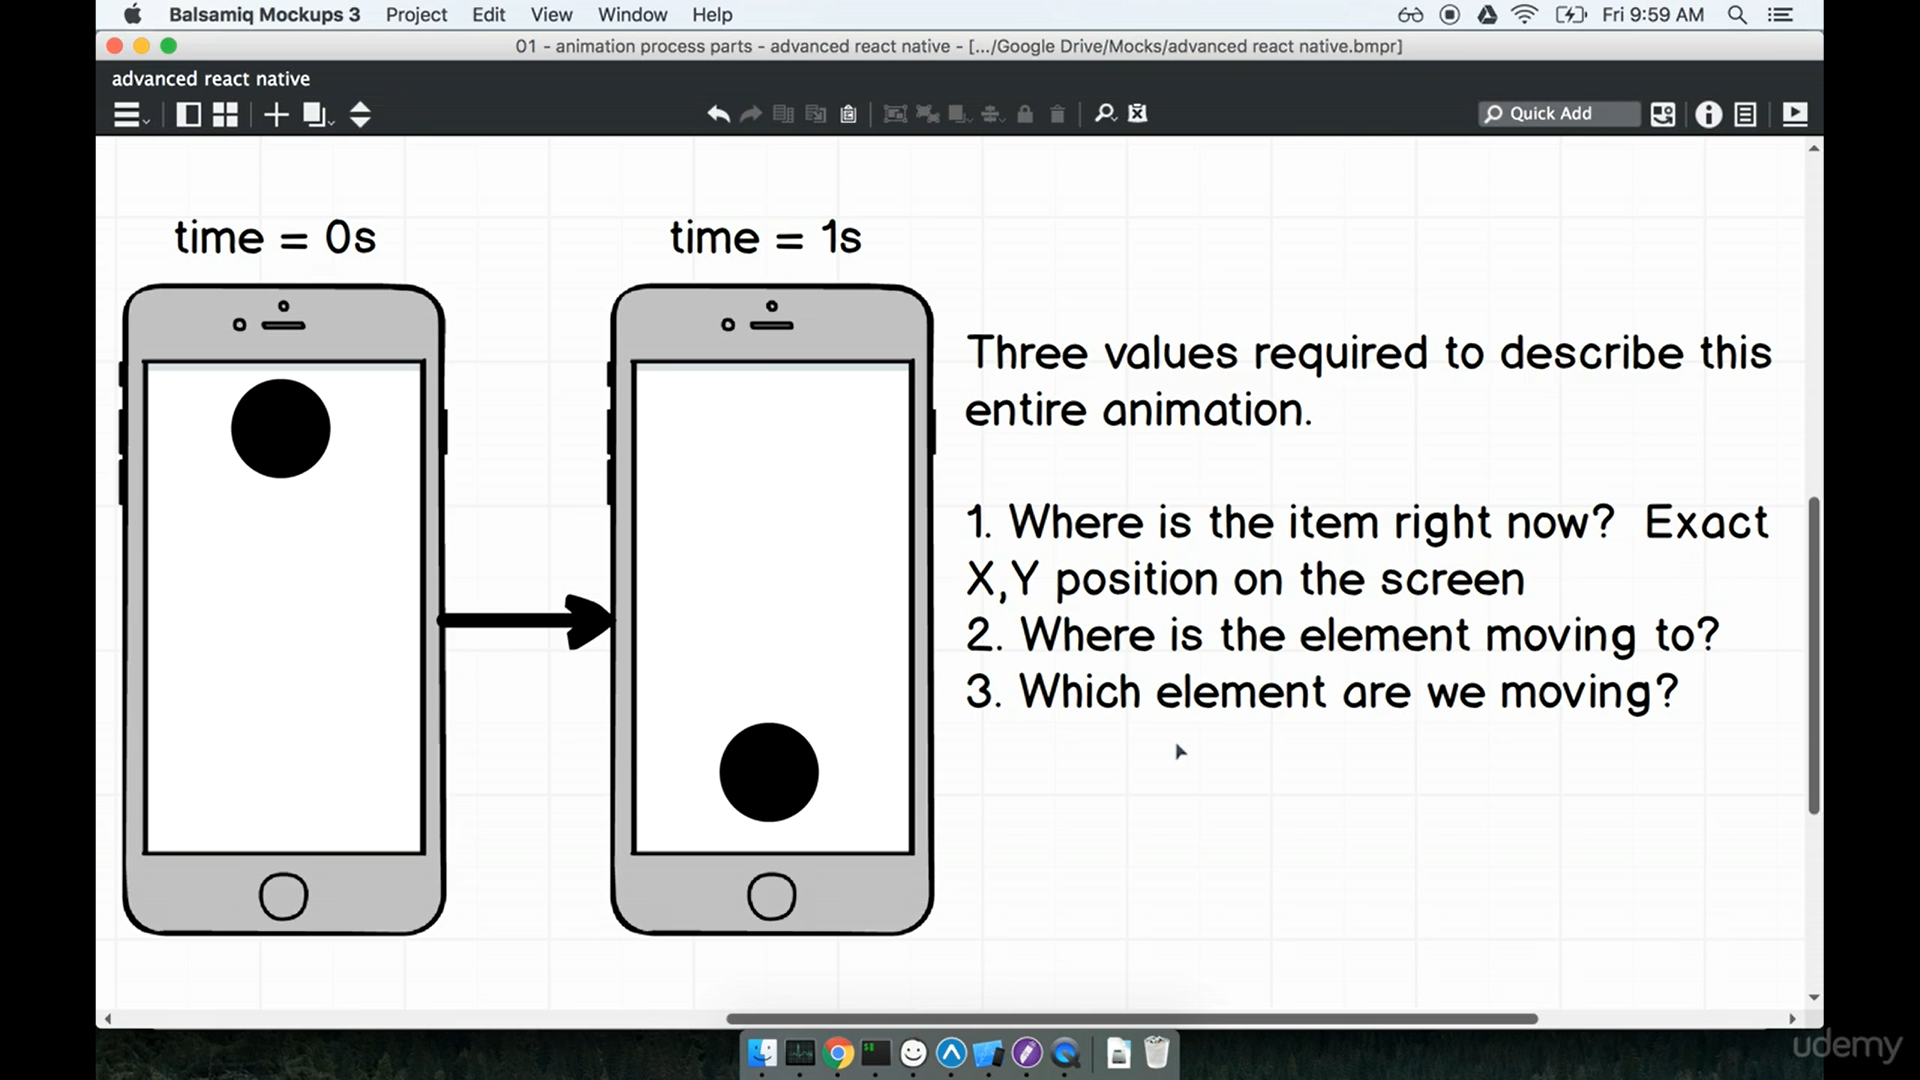 Balsamiq Mockups 3 Project Edit View Window Help Fri 9:59 AM
01 - animation process parts - advanced react native - [.../Google Drive/Mocks/advanced react native.bmpr]
advanced react native
Quick Add
time = 0s
time = 1s
Three values required to describe this
entire animation.
1. Where is the item right now? Exact
X,Y position on the screen
2. Where is the element moving to?
3. Which element are we moving?
udemy